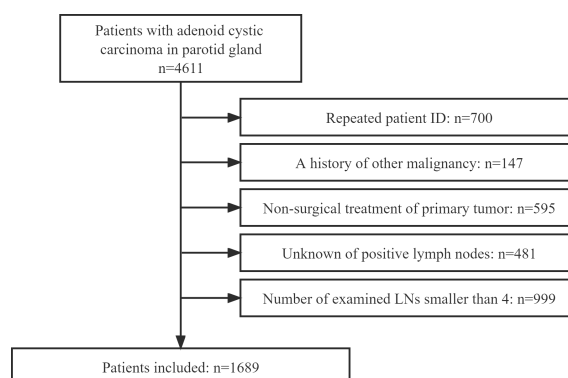 Patients with adenoid cystic
carcinoma in parotid gland
n=4611
Repeated patient ID: n=700
A history of other malignancy: n=147
Non-surgical treatment of primary tumor: n=595
Unknown of positive lymph nodes: n=481
Number of examined LNs smaller than 4: n=999
Patients included: n=1689